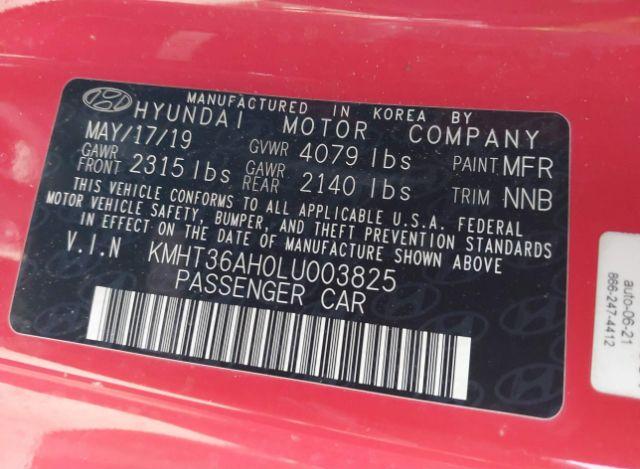 MANUFACTURED IN KOREA BY
HYUNDAI MOTOR COMPANY
MAY/17/19 GVWR 4079 lbs PAINT MFR
GAWR FRONT 2315 lbs GAWR REAR 2140 lbs TRIM NNB
THIS VEHICLE CONFORMS TO ALL APPLICABLE U.S.A. FEDERAL
MOTOR VEHICLE SAFETY, BUMPER, AND THEFT PREVENTION STANDARDS
IN EFFECT ON THE DATE OF MANUFACTURE SHOWN ABOVE
V.I.N KMHT36AH0LU003825
PASSENGER CAR
auto-06-21
866-247-4412